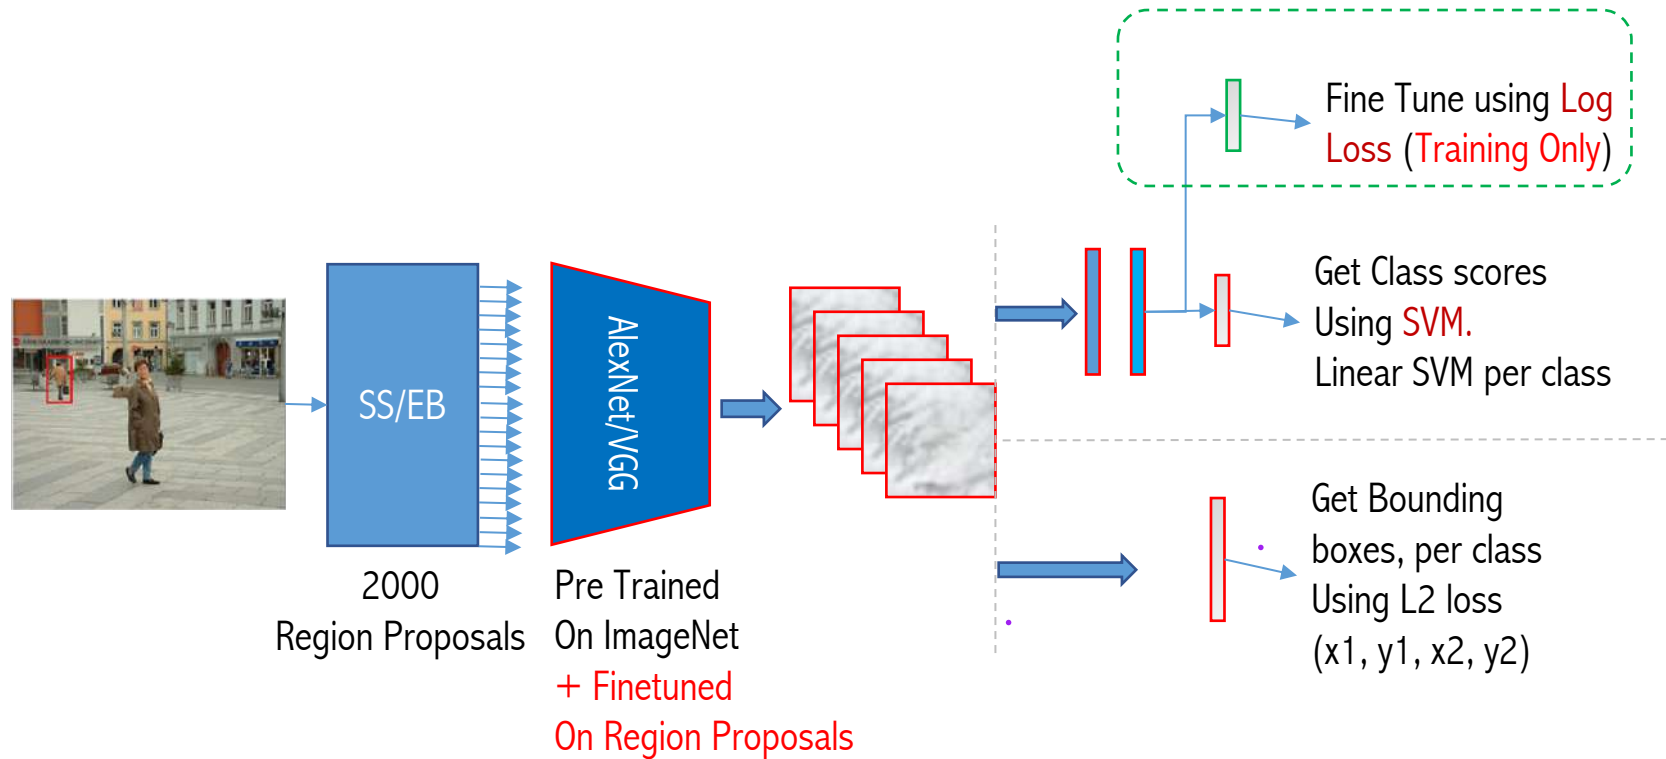 Fine Tune using Log
Loss (Training Only)
Get Class scores
Using SVM.
Linear SVM per class
SS/EB
AlexNet/VGG
2000
Region Proposals
Pre Trained
On ImageNet
+ Finetuned
On Region Proposals
Get Bounding
boxes, per class
Using L2 loss
(x1, y1, x2, y2)